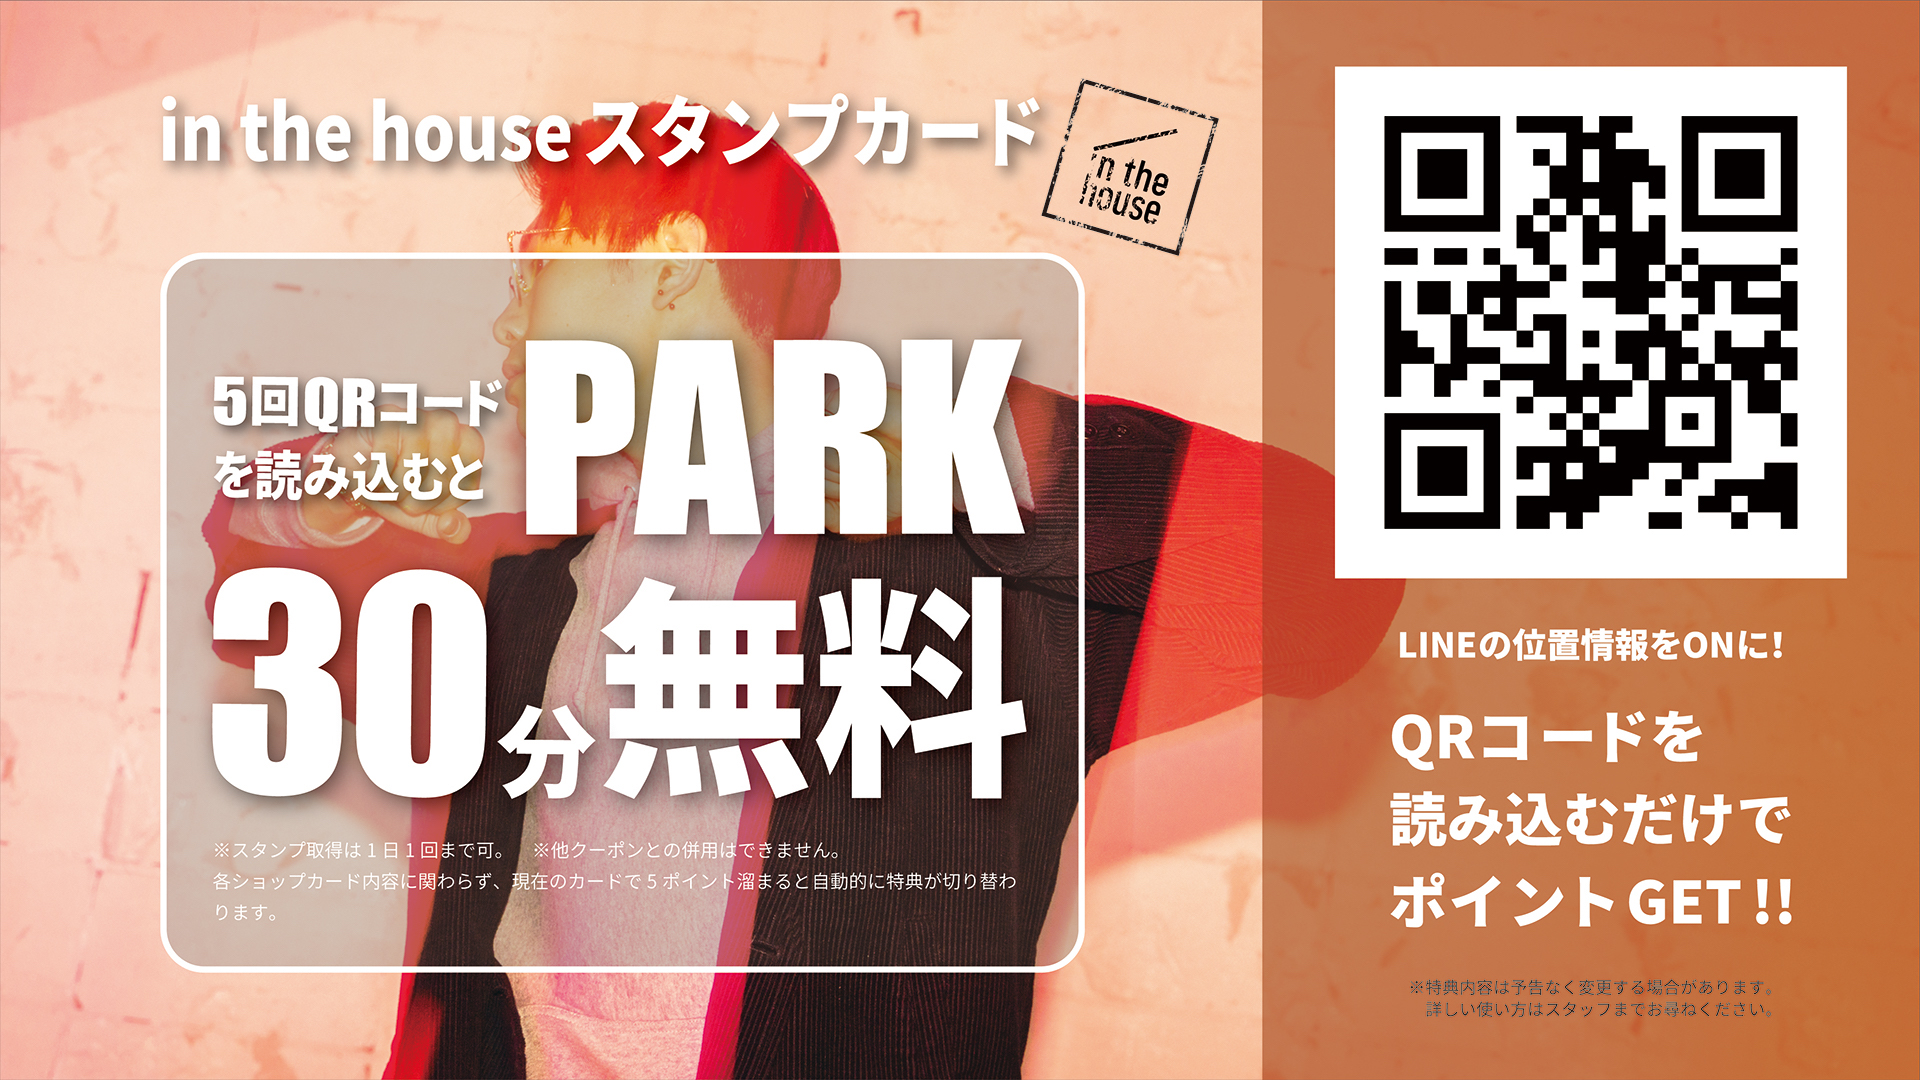 in the house スタンプカード
in the
house
5回QRコード
を読み込むと
PARK
30分無料
※スタンプ取得は1日1回まで可。　※他クーポンとの併用はできません。
各ショップカード内容に関わらず、現在のカードで5ポイント溜まると自動的に特典が切り替わ
ります。
LINEの位置情報をONに!
QRコードを
読み込むだけで
ポイントGET!!
※特典内容は予告なく変更する場合があります。
詳しい使い方はスタッフまでお尋ねください。